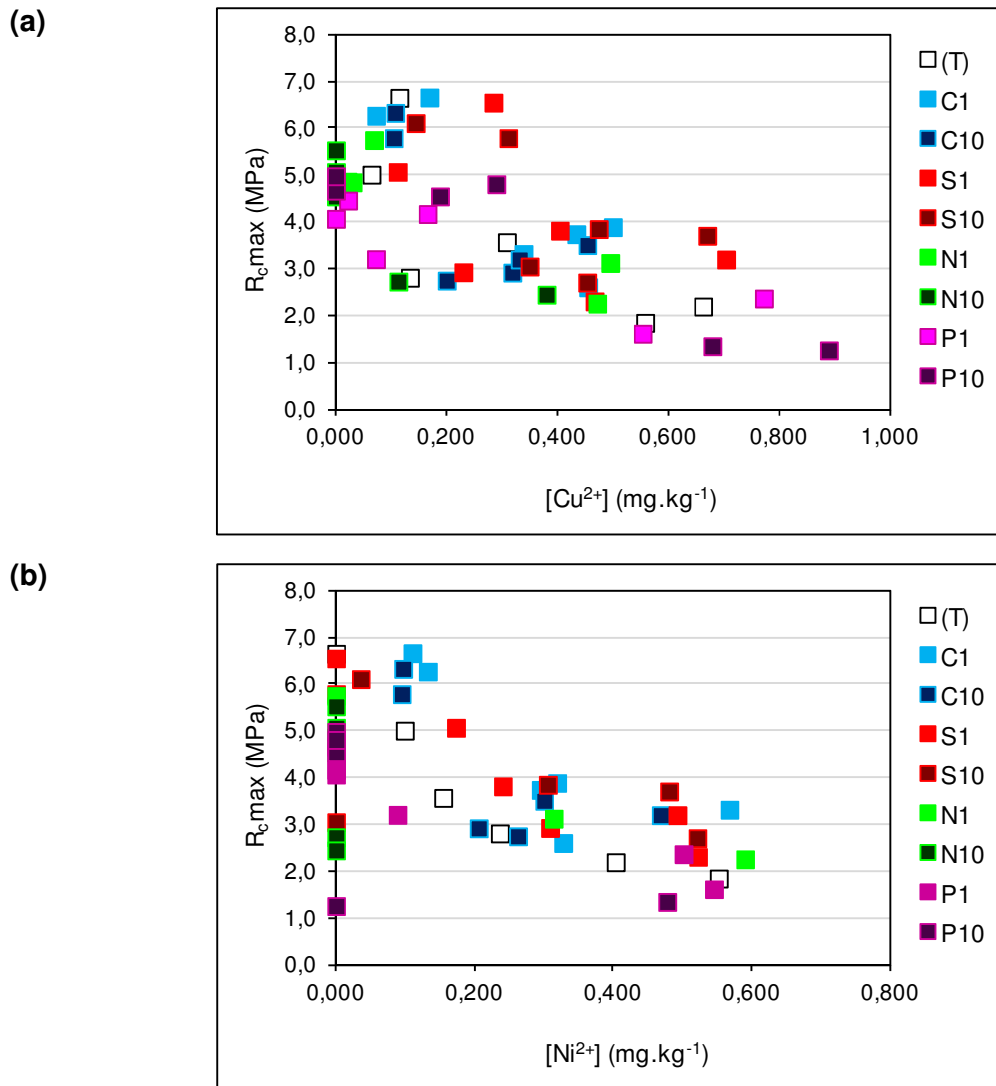 (a)
8,0
7,0
6,0
5,0
4,0
3,0
2,0
1,0
0,0
R_cmax (MPa)
0,000 0,200 0,400 0,600 0,800 1,000
[Cu²⁺] (mg.kg⁻¹)
(T)
C1
C10
S1
S10
N1
N10
P1
P10
(b)
8,0
7,0
6,0
5,0
4,0
3,0
2,0
1,0
0,0
R_cmax (MPa)
0,000 0,200 0,400 0,600 0,800
[Ni²⁺] (mg.kg⁻¹)
(T)
C1
C10
S1
S10
N1
N10
P1
P10